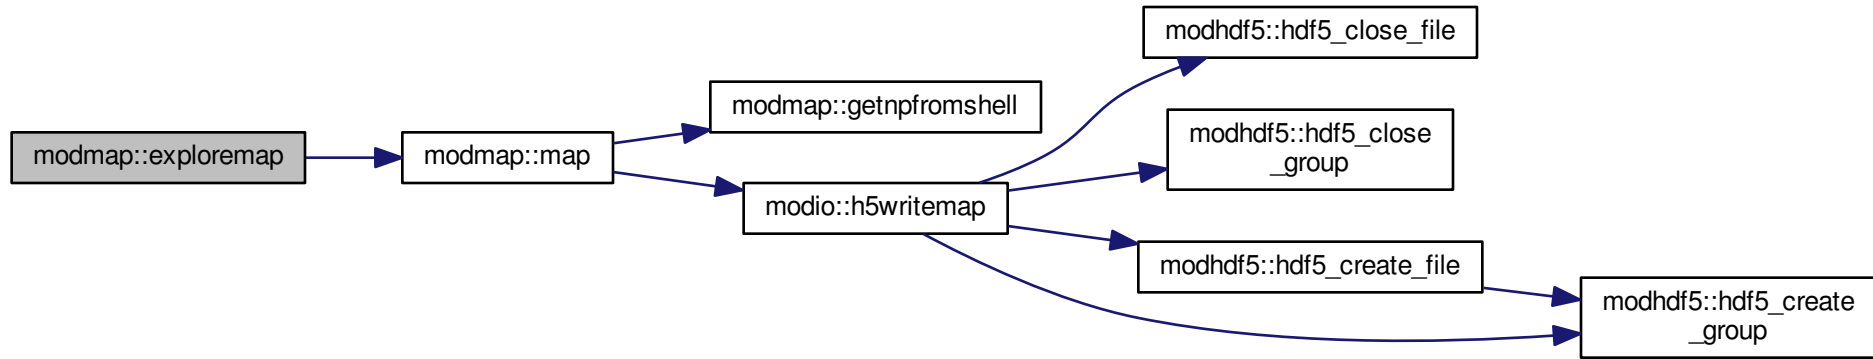 modhdf5::hdf5_close_file
modmap::getnpfromshell
modhdf5::hdf5_close
_group
modmap::exploremap
modmap::map
modio::h5writemap
modhdf5::hdf5_create_file
modhdf5::hdf5_create
_group